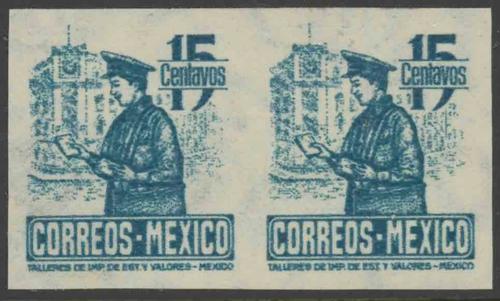 15
Centavos
CORREOS-MEXICO
TALLERES DE IMP. DE EST. Y VALORES - MEXICO
15
Centavos
CORREOS-MEXICO
TALLERES DE IMP. DE EST. Y VALORES - MEXICO